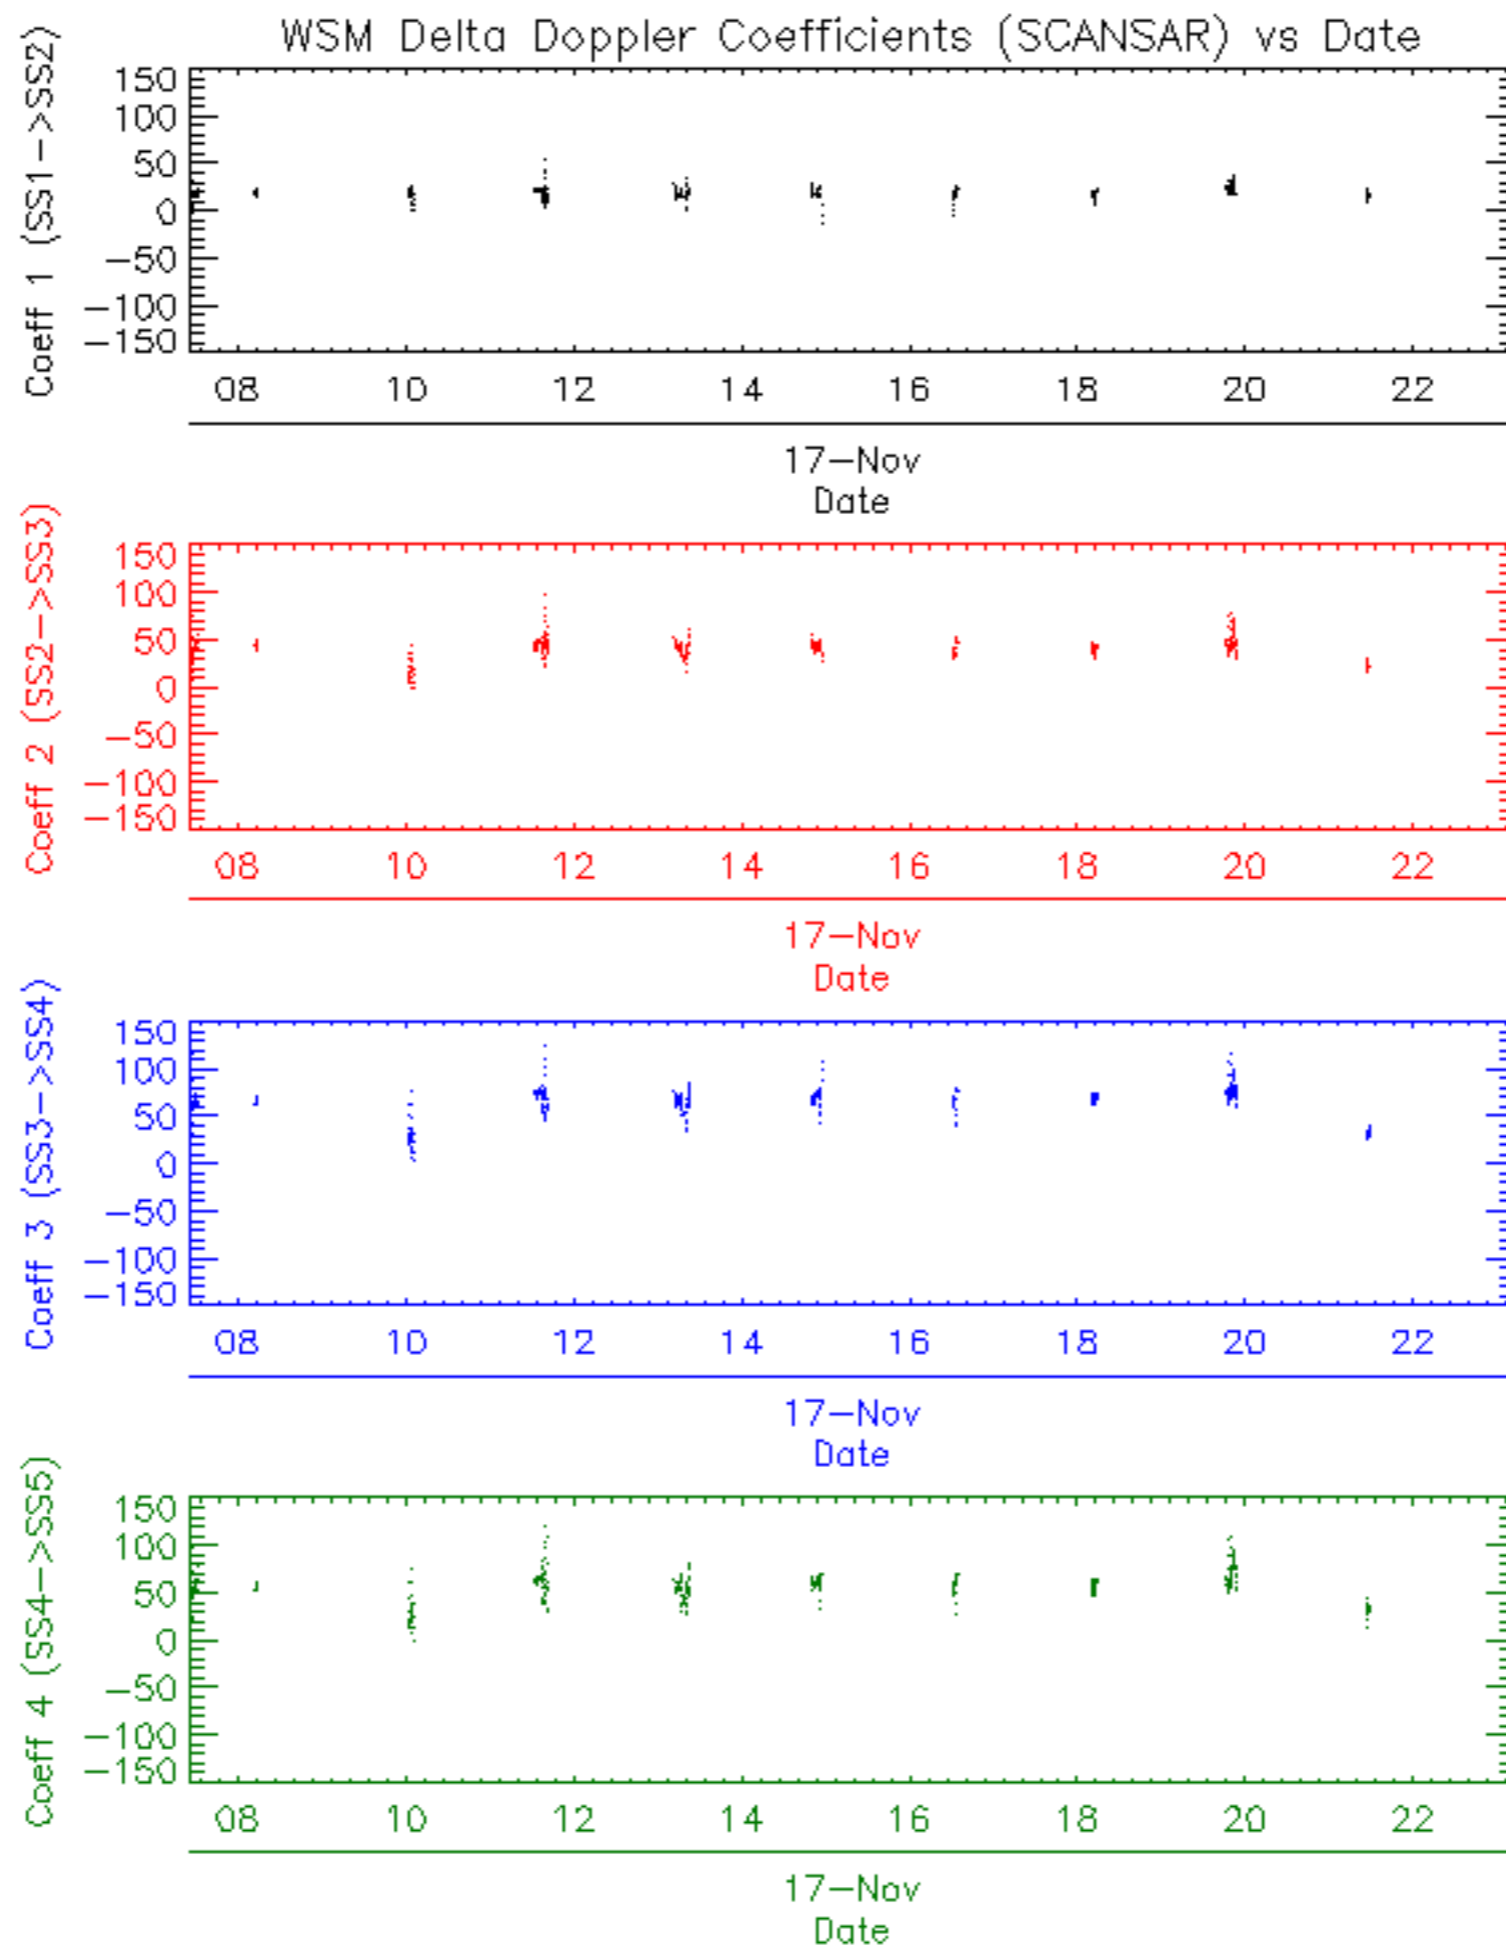 WSM Delta Doppler Coefficients (SCANSAR) vs Date
Coeff 1 (SS1->SS2)
150
100
50
0
-50
-100
-150
08 10 12 14 16 18 20 22
17-Nov
Date
Coeff 2 (SS2->SS3)
150
100
50
0
-50
-100
-150
08 10 12 14 16 18 20 22
17-Nov
Date
Coeff 3 (SS3->SS4)
150
100
50
0
-50
-100
-150
08 10 12 14 16 18 20 22
17-Nov
Date
Coeff 4 (SS4->SS5)
150
100
50
0
-50
-100
-150
08 10 12 14 16 18 20 22
17-Nov
Date